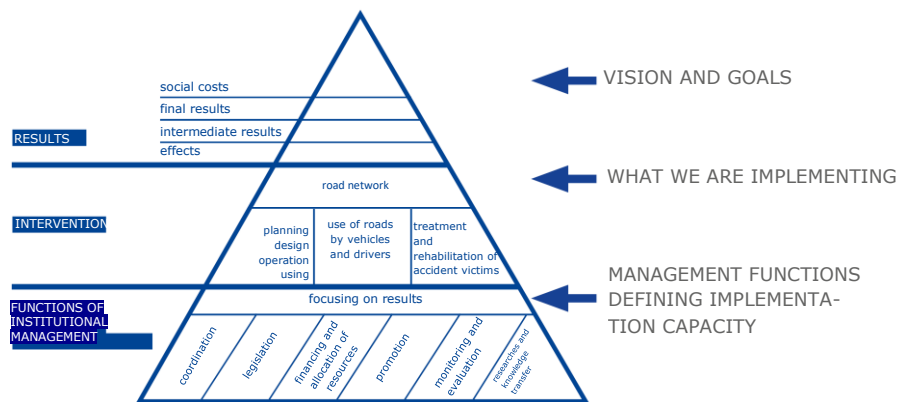 VISION AND GOALS
social costs
final results
intermediate results
RESULTS
effects
WHAT WE ARE IMPLEMENTING
road network
INTERVENTION
planning
design
operation
using
use of roads
by vehicles
and drivers
treatment
and
rehabilitation of
accident victims
MANAGEMENT FUNCTIONS
DEFINING IMPLEMENTA-
TION CAPACITY
FUNCTIONS OF
INSTITUTIONAL
MANAGEMENT
focusing on results
coordination
legislation
financing and
allocation of
resources
promotion
monitoring and
evaluation
researches and
knowledge
transfer